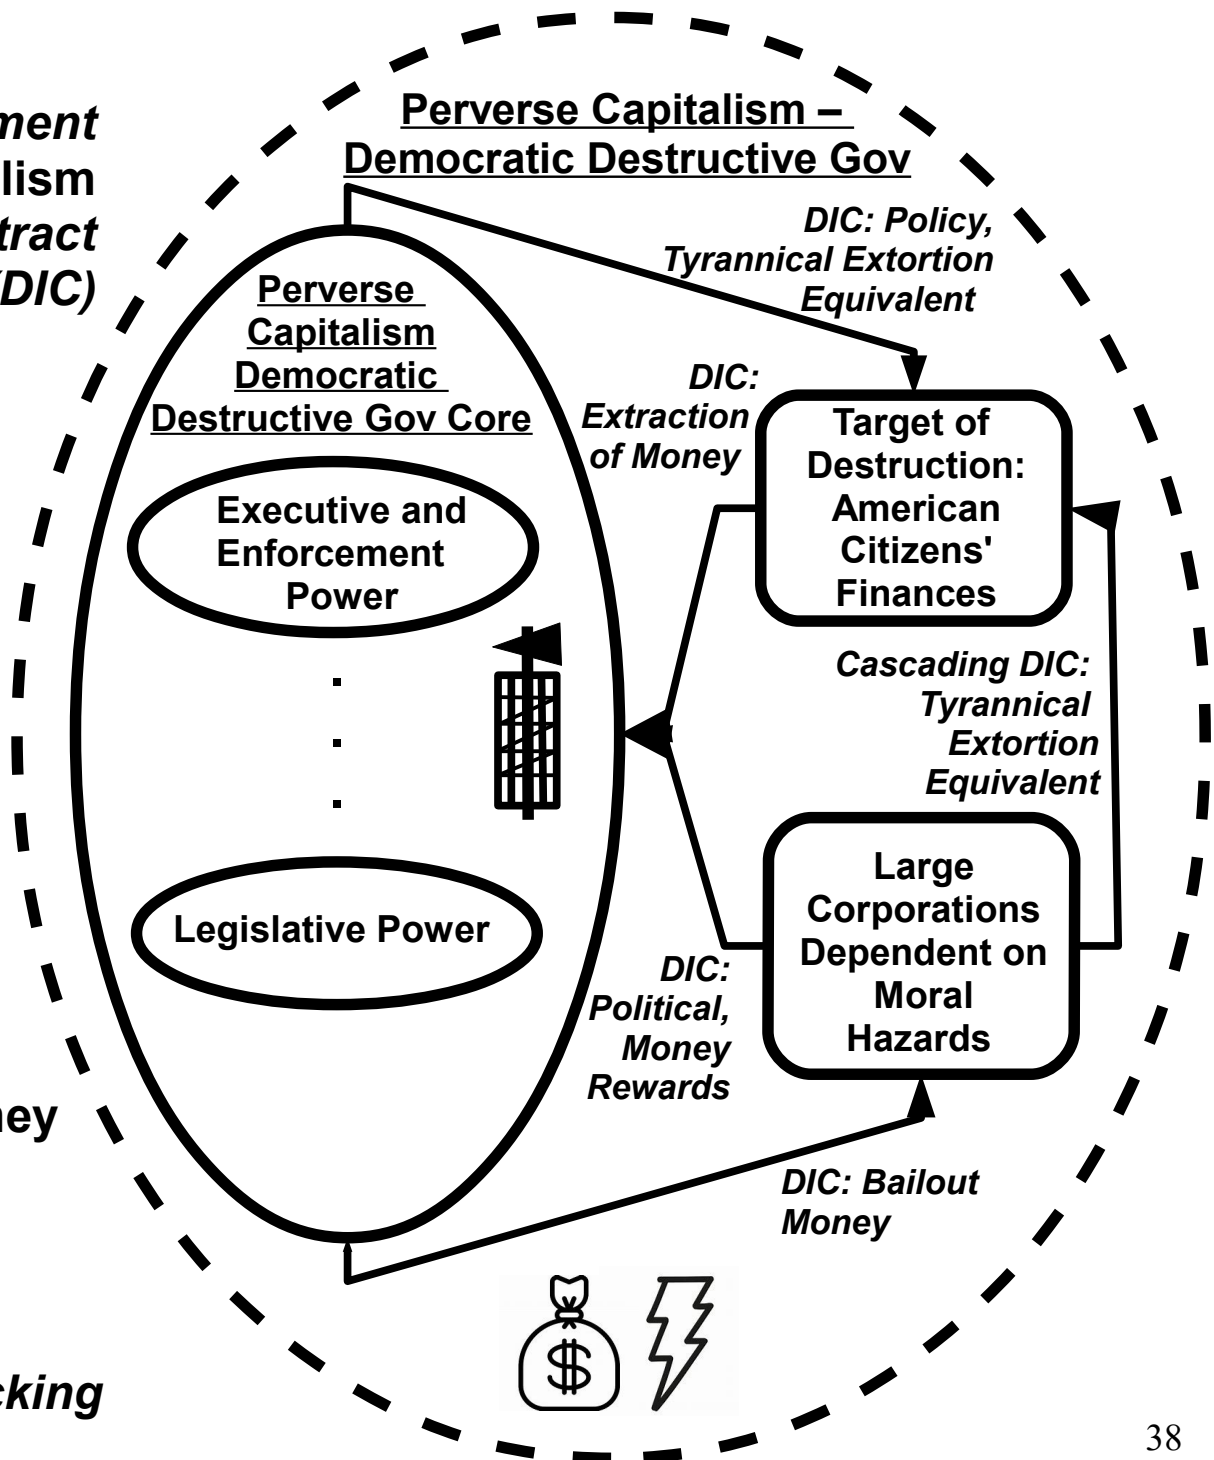 ment
lism
tract
(DIC)
Perverse Capitalism –
Democratic Destructive Gov
DIC: Policy,
Tyrannical Extortion
Equivalent
Perverse
Capitalism
Democratic
Destructive Gov Core
DIC:
Extraction
of Money
Target of
Destruction:
American
Citizens'
Finances
Executive and
Enforcement
Power
.
.
.
Cascading DIC:
Tyrannical
Extortion
Equivalent
Legislative Power
Large
Corporations
Dependent on
Moral
Hazards
DIC:
Political,
Money
Rewards
ney
DIC: Bailout
Money
$
cking
38